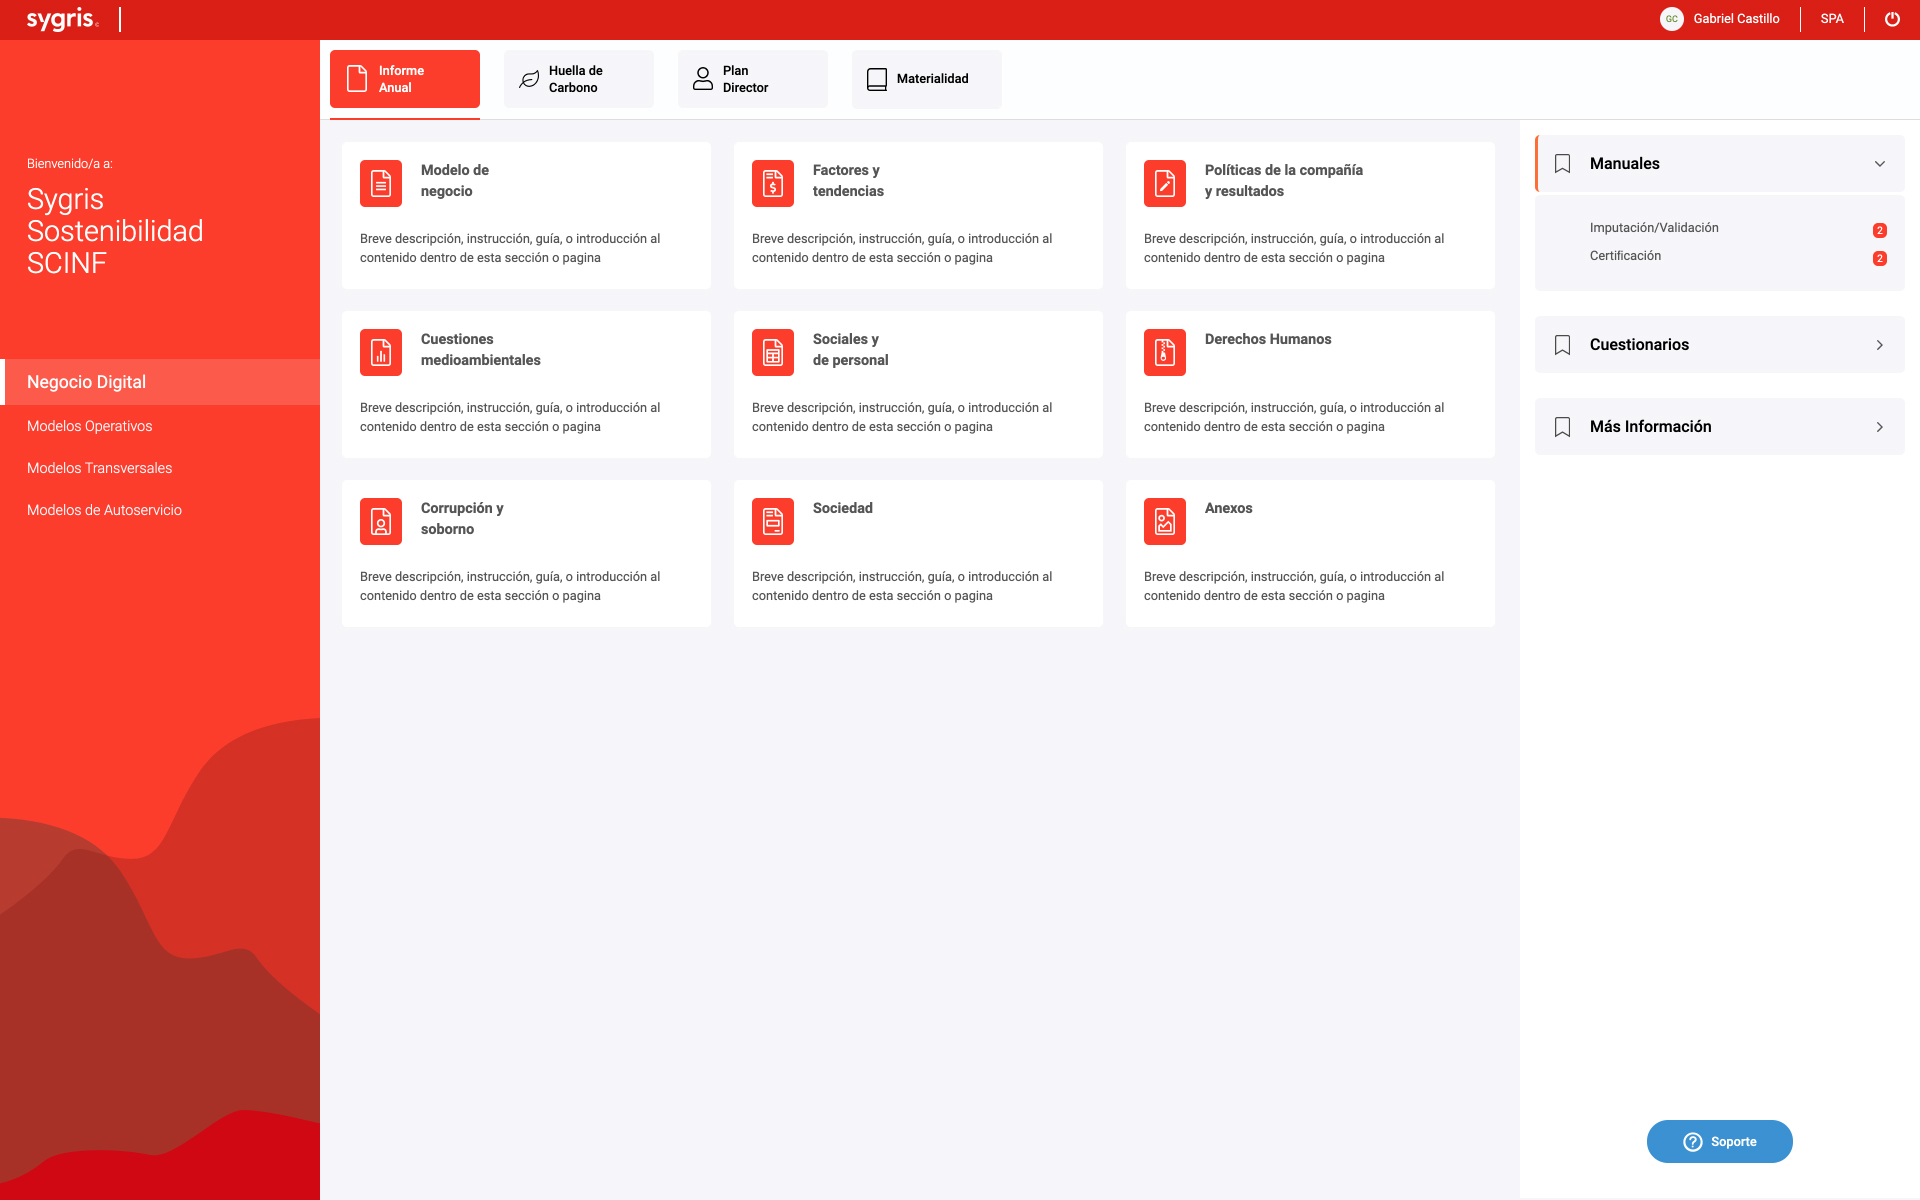 sygris
GC Gabriel Castillo SPA
Bienvenido/a a:
Sygris
Sostenibilidad
SCINF
Negocio Digital
Modelos Operativos
Modelos Transversales
Modelos de Autoservicio
Informe
Anual
Huella de
Carbono
Plan
Director
Materialidad
Modelo de
negocio
Breve descripción, instrucción, guía, o introducción al
contenido dentro de esta sección o pagina
Factores y
tendencias
Breve descripción, instrucción, guía, o introducción al
contenido dentro de esta sección o pagina
Políticas de la compañía
y resultados
Breve descripción, instrucción, guía, o introducción al
contenido dentro de esta sección o pagina
Cuestiones
medioambientales
Breve descripción, instrucción, guía, o introducción al
contenido dentro de esta sección o pagina
Sociales y
de personal
Breve descripción, instrucción, guía, o introducción al
contenido dentro de esta sección o pagina
Derechos Humanos
Breve descripción, instrucción, guía, o introducción al
contenido dentro de esta sección o pagina
Corrupción y
soborno
Breve descripción, instrucción, guía, o introducción al
contenido dentro de esta sección o pagina
Sociedad
Breve descripción, instrucción, guía, o introducción al
contenido dentro de esta sección o pagina
Anexos
Breve descripción, instrucción, guía, o introducción al
contenido dentro de esta sección o pagina
Manuales
Imputación/Validación 2
Certificación 2
Cuestionarios
Más Información
Soporte